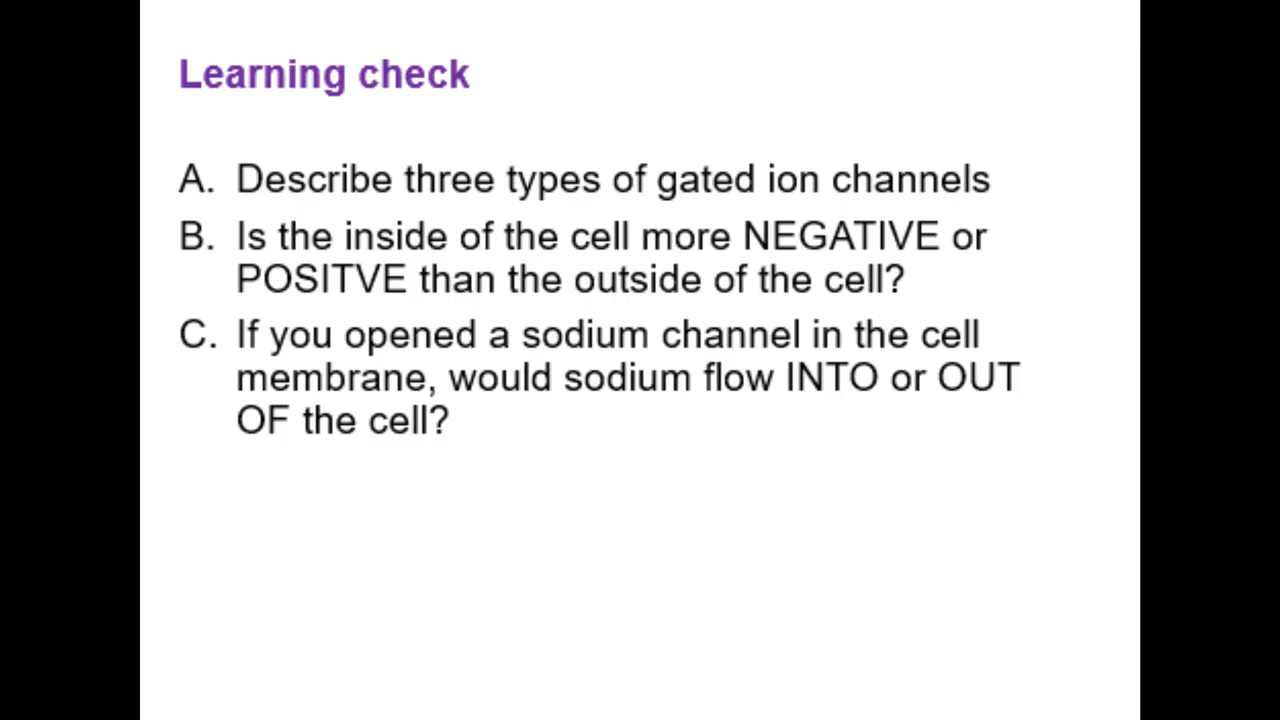 Learning check
A. Describe three types of gated ion channels
B. Is the inside of the cell more NEGATIVE or
POSITVE than the outside of the cell?
C. If you opened a sodium channel in the cell
membrane, would sodium flow INTO or OUT
OF the cell?